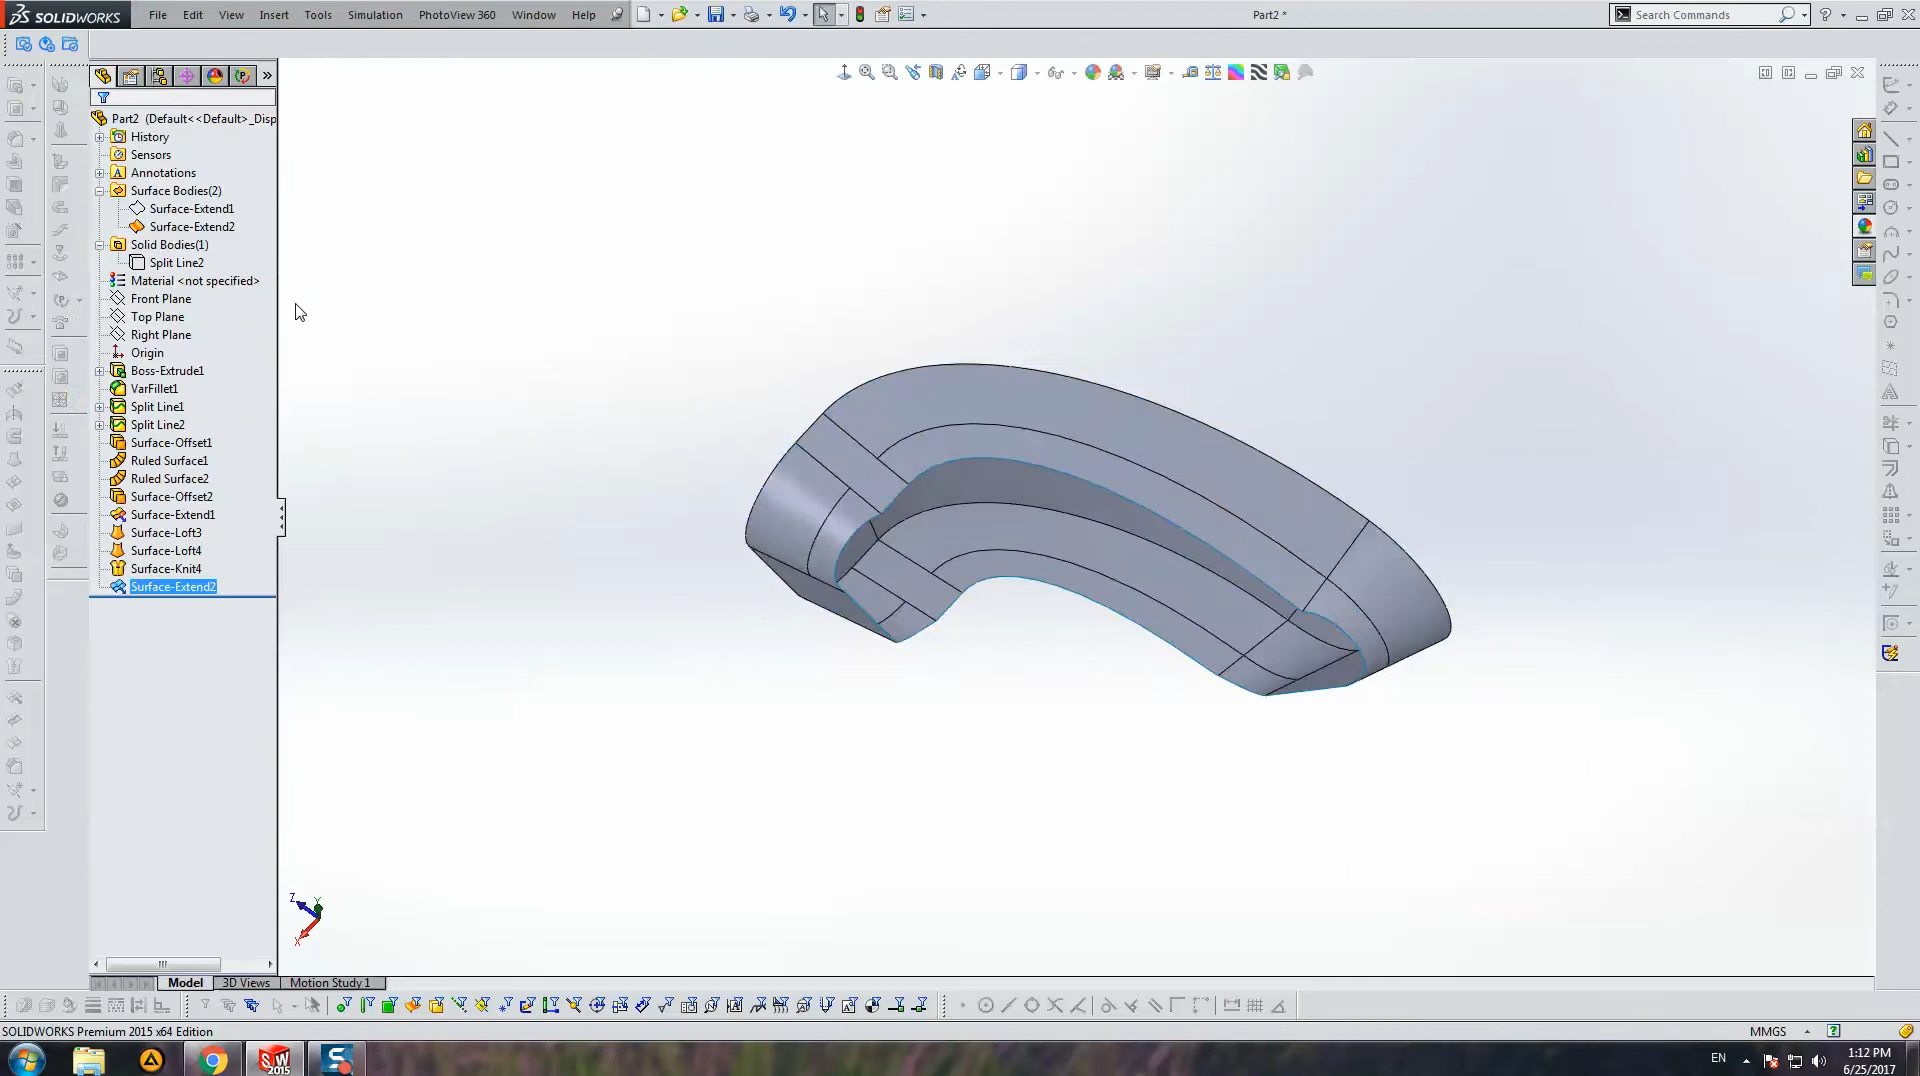 SOLIDWORKS
File Edit View Insert Tools Simulation PhotoView 360 Window Help
Part2 *
Search Commands
Part2 (Default<<Default>_Disp
History
Sensors
Annotations
Surface Bodies(2)
Surface-Extend1
Surface-Extend2
Solid Bodies(1)
Split Line2
Material <not specified>
Front Plane
Top Plane
Right Plane
Origin
Boss-Extrude1
VarFillet1
Split Line1
Split Line2
Surface-Offset1
Ruled Surface1
Ruled Surface2
Surface-Offset2
Surface-Extend1
Surface-Loft3
Surface-Loft4
Surface-Knit4
Surface-Extend2
Z Y
X
Model 3D Views Motion Study 1
SOLIDWORKS Premium 2015 x64 Edition
MMGS
EN
1:12 PM
6/25/2017